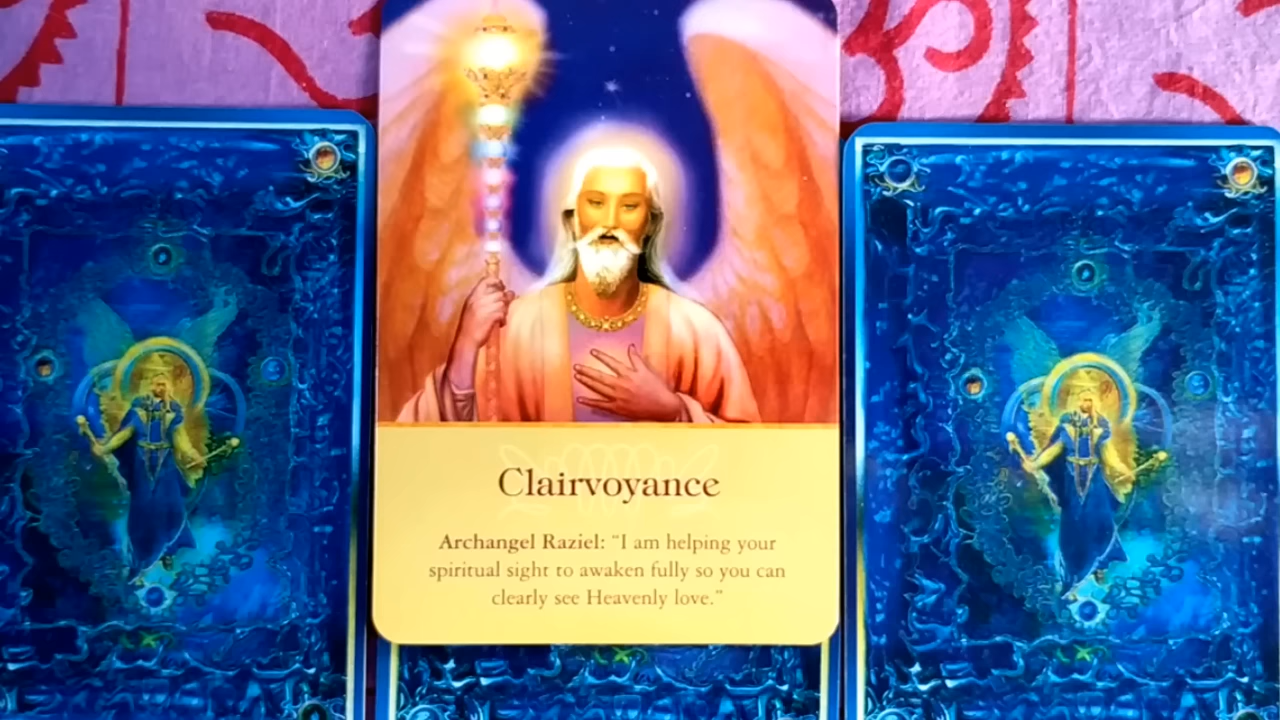 Clairvoyance
Archangel Raziel: “I am helping your
spiritual sight to awaken fully so you can
clearly see Heavenly love.”